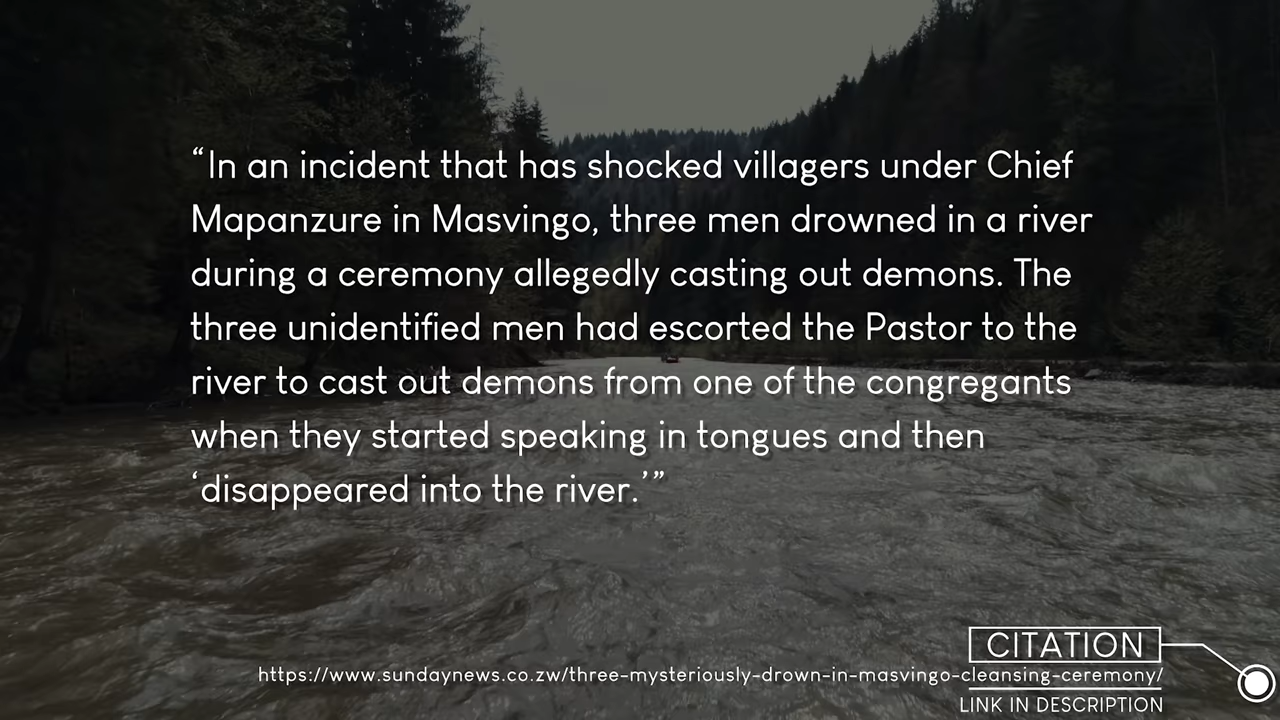 “In an incident that has shocked villagers under Chief
Mapanzure in Masvingo, three men drowned in a river
during a ceremony allegedly casting out demons. The
three unidentified men had escorted the Pastor to the
river to cast out demons from one of the congregants
when they started speaking in tongues and then
‘disappeared into the river.’”
CITATION
https://www.sundaynews.co.zw/three-mysteriously-drown-in-masvingo-cleansing-ceremony/
LINK IN DESCRIPTION